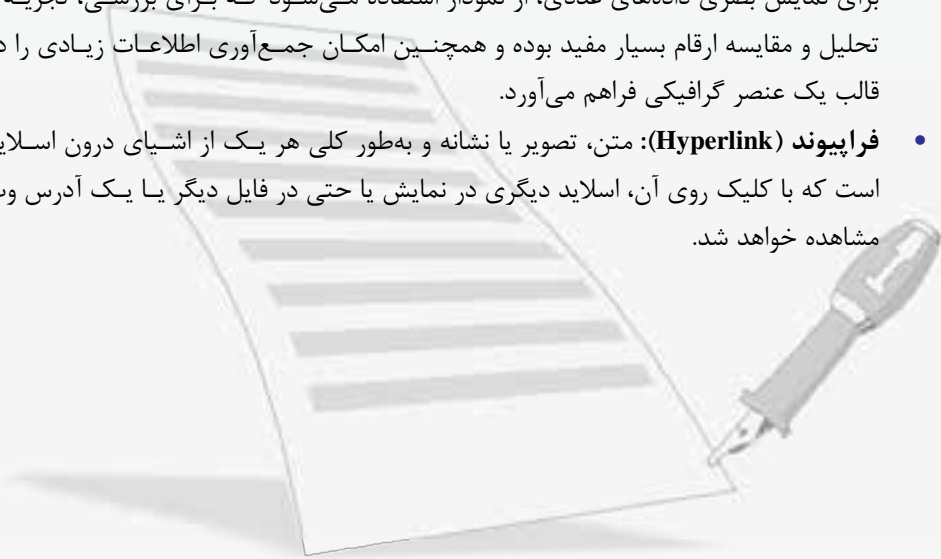 برای نمایش بصری داده‌های عددی، از نمودار استفاده می‌شود که برای بررسی، تجزیه
تحلیل و مقایسه ارقام بسیار مفید بوده و همچنین امکان جمع‌آوری اطلاعات زیادی را
قالب یک عنصر گرافیکی فراهم می‌آورد.
• فراپیوند (Hyperlink): متن، تصویر یا نشانه و به‌طور کلی هر یک از اشیای درون
است که با کلیک روی آن، اسلاید دیگری در نمایش یا حتی در فایل دیگر یا یک آدرس
مشاهده خواهد شد.